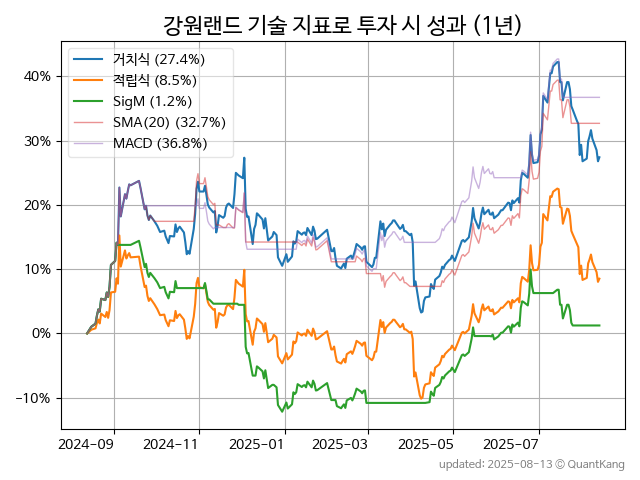 강원랜드 기술 지표로 투자 시 성과 (1년)
거치식 (27.4%)
적립식 (8.5%)
SigM (1.2%)
SMA(20) (32.7%)
MACD (36.8%)
40%
30%
20%
10%
0%
−10%
2024-09 2024-11 2025-01 2025-03 2025-05 2025-07
updated: 2025-08-13 © QuantKang